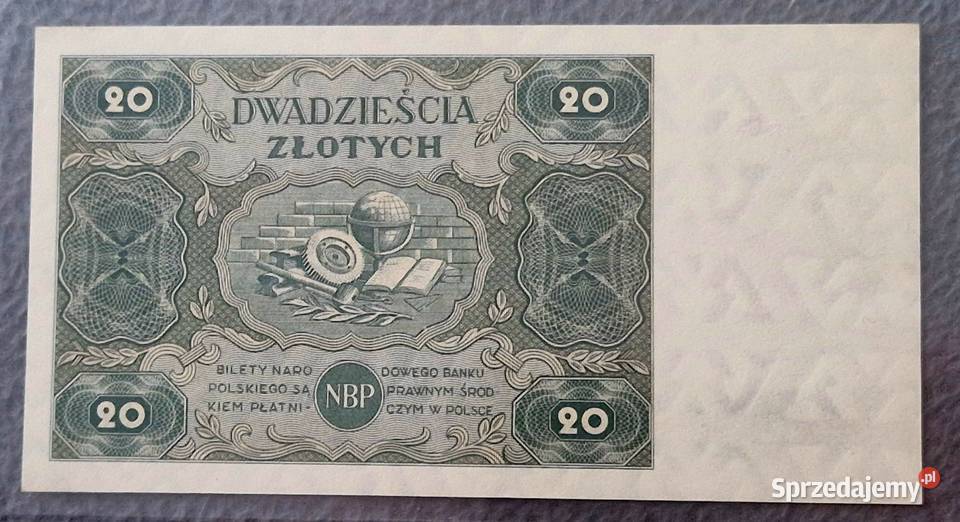 20 20
DWADZIEŚCIA
ZŁOTYCH
BILETY NARO DOWEGO BANKU
POLSKIEGO SĄ NBP PRAWNYM ŚROD
KIEM PŁATNI- CZYM W POLSCE
20 20
Sprzedajemy.pl